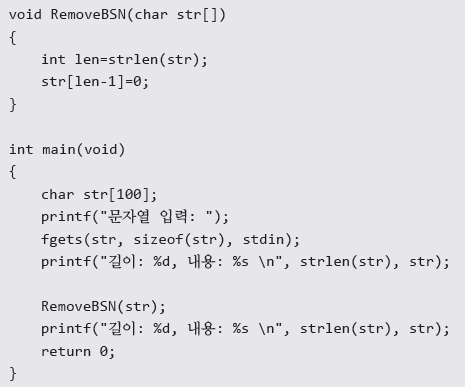 void RemoveBSN(char str[])
{
    int len=strlen(str);
    str[len-1]=0;
}

int main(void)
{
    char str[100];
    printf("문자열 입력: ");
    fgets(str, sizeof(str), stdin);
    printf("길이: %d, 내용: %s \n", strlen(str), str);

    RemoveBSN(str);
    printf("길이: %d, 내용: %s \n", strlen(str), str);
    return 0;
}